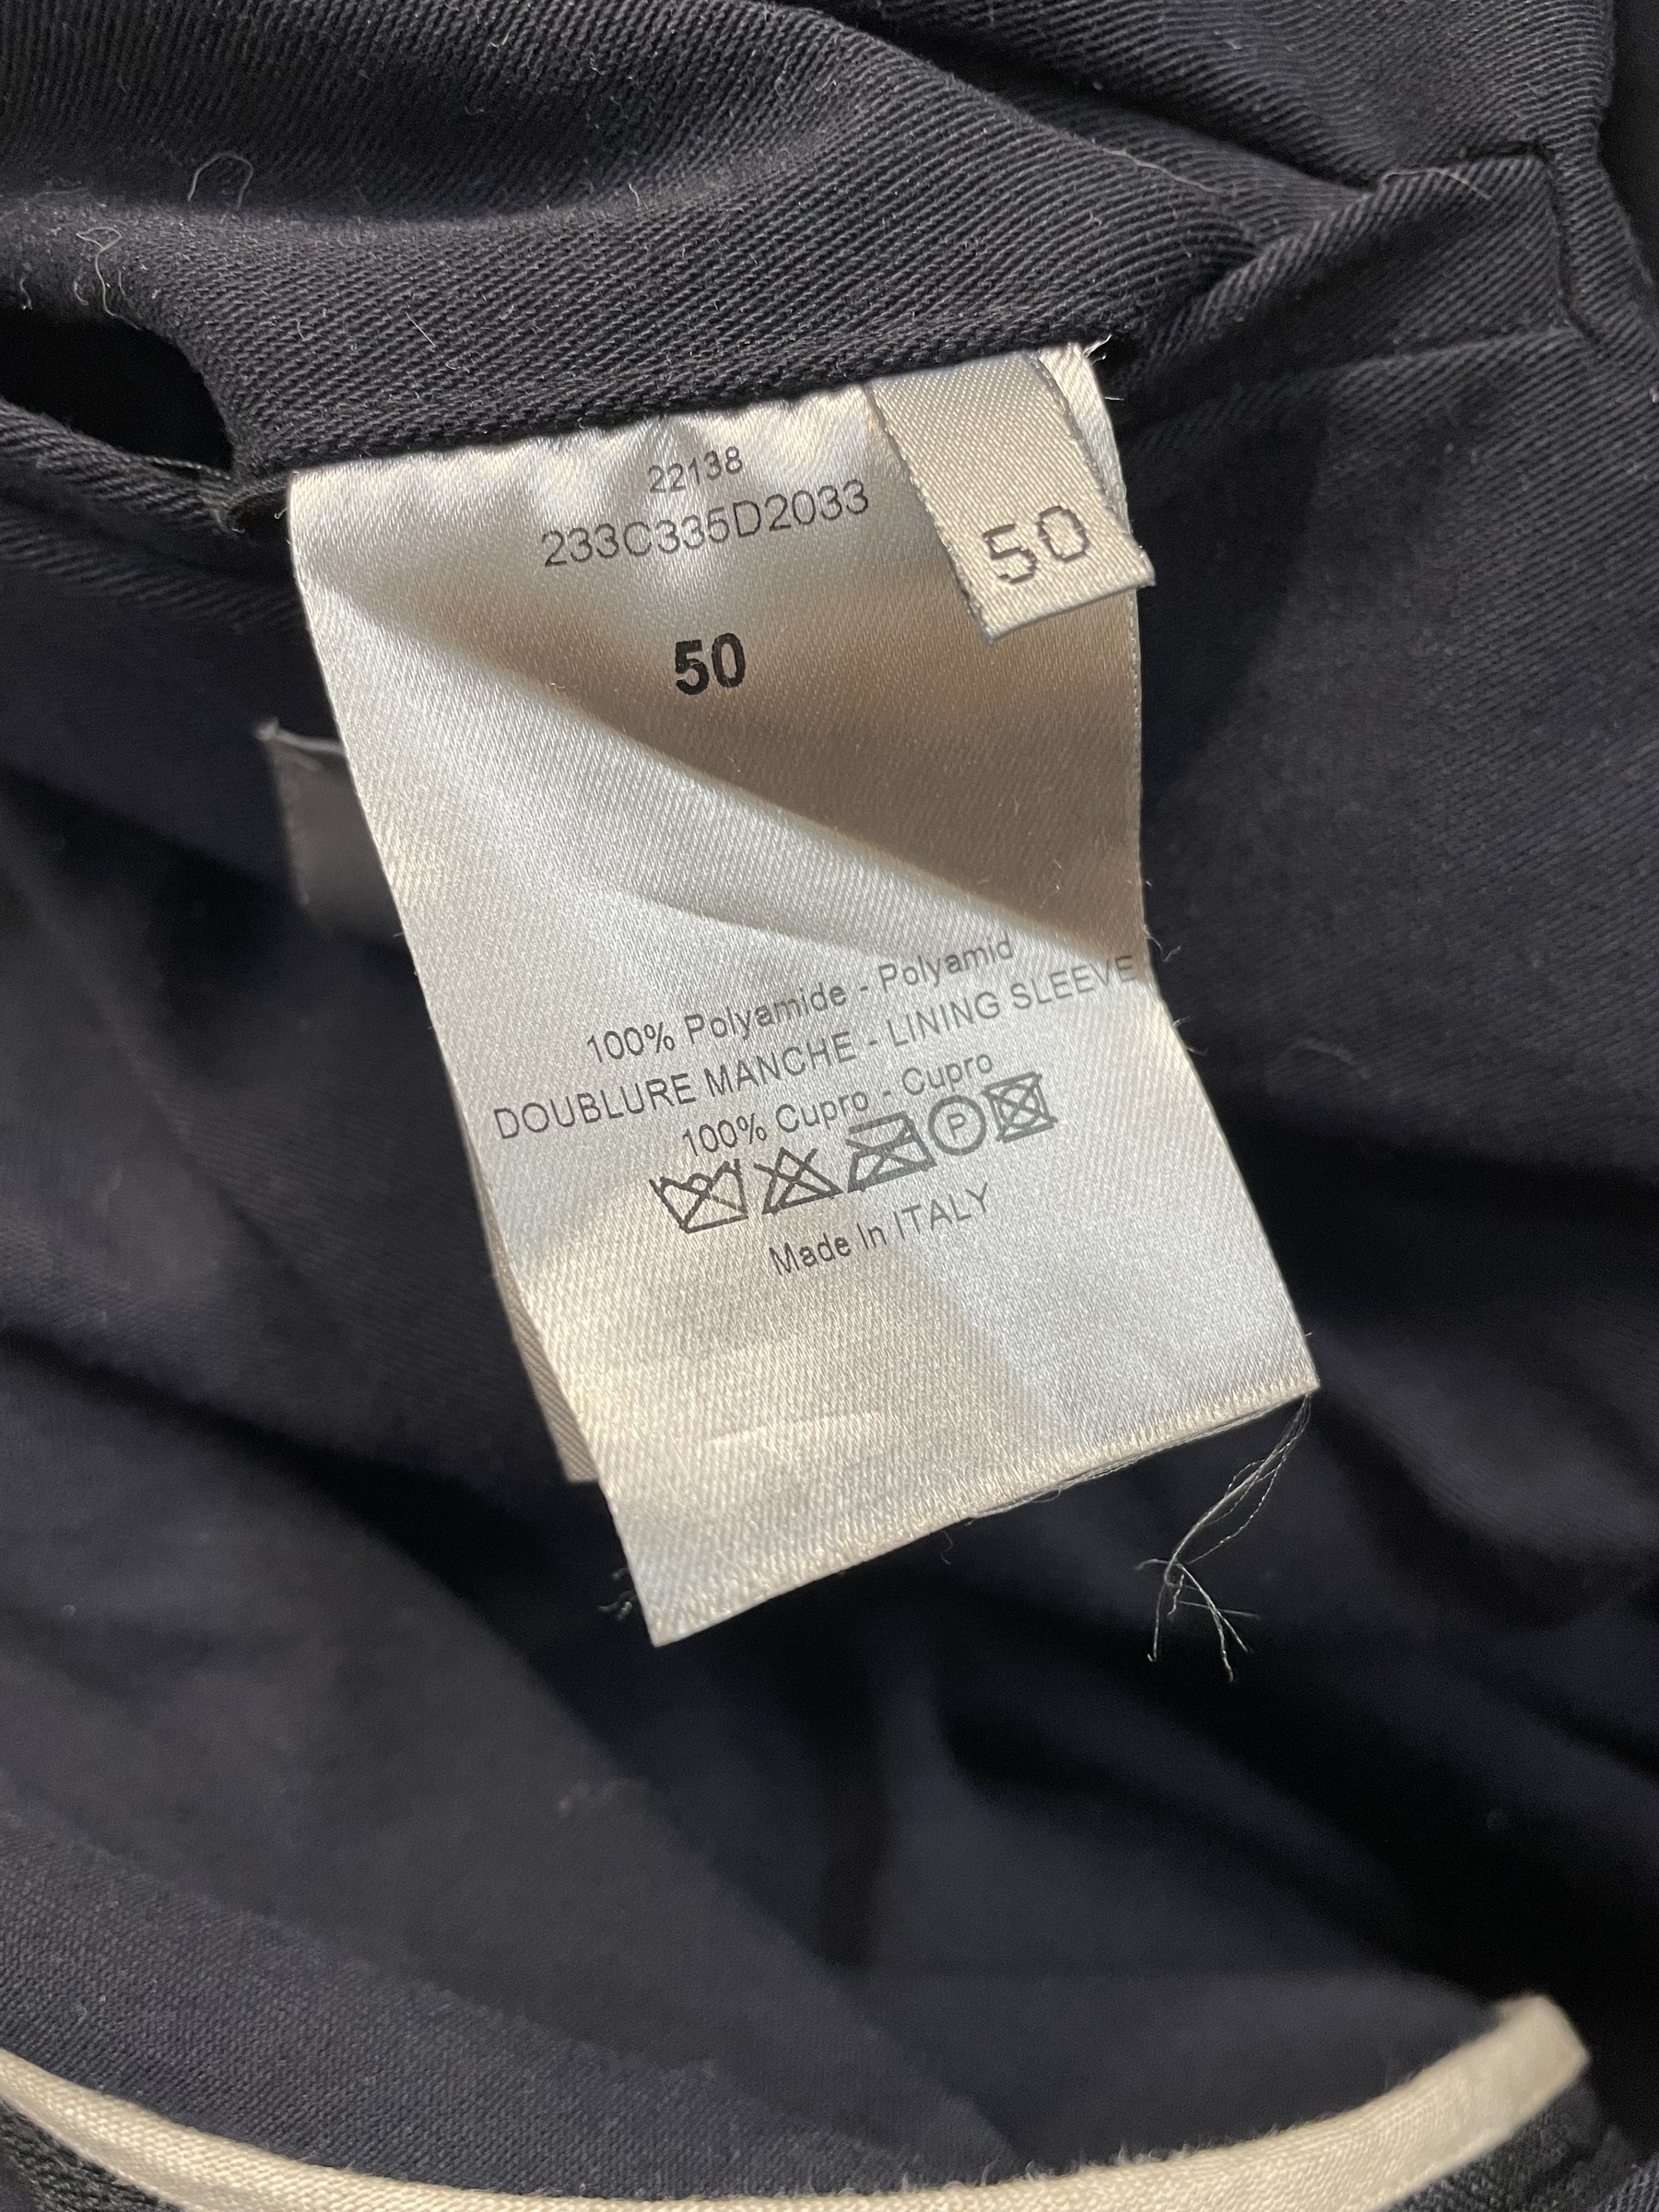 22138
233C335D2033
50
50
100% Polyamide - Polyamid
DOUBLURE MANCHE - LINING SLEEVE
100% Cupro - Cupro
P
Made In ITALY